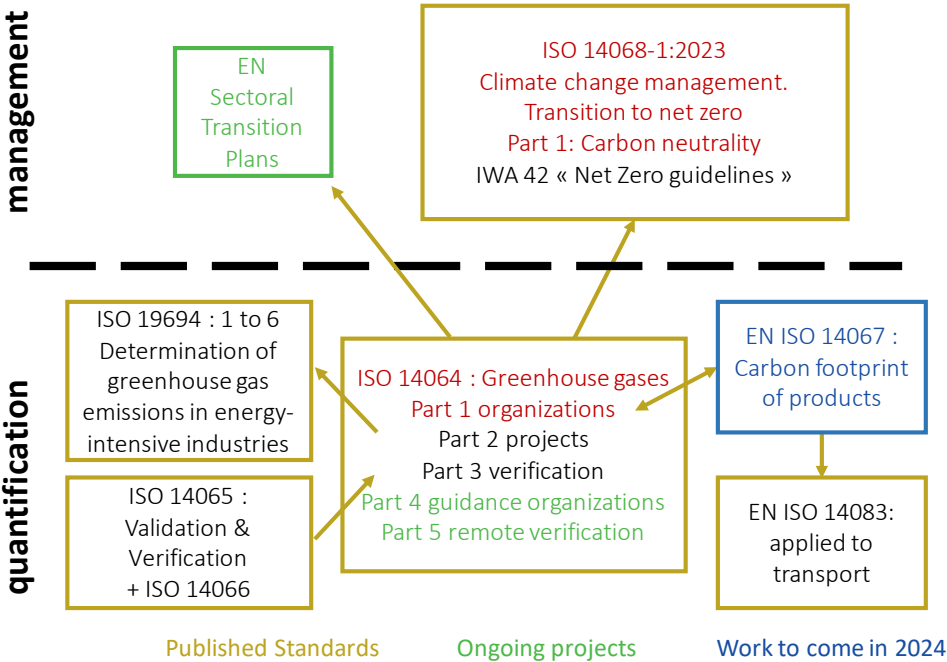 management
EN
Sectoral
Transition
Plans
ISO 14068-1:2023
Climate change management.
Transition to net zero
Part 1: Carbon neutrality
IWA 42 « Net Zero guidelines »
quantification
ISO 19694 : 1 to 6
Determination of
greenhouse gas
emissions in energy-
intensive industries
ISO 14065 :
Validation &
Verification
+ ISO 14066
ISO 14064 : Greenhouse gases
Part 1 organizations
Part 2 projects
Part 3 verification
Part 4 guidance organizations
Part 5 remote verification
EN ISO 14067 :
Carbon footprint
of products
EN ISO 14083:
applied to
transport
Published Standards
Ongoing projects
Work to come in 2024